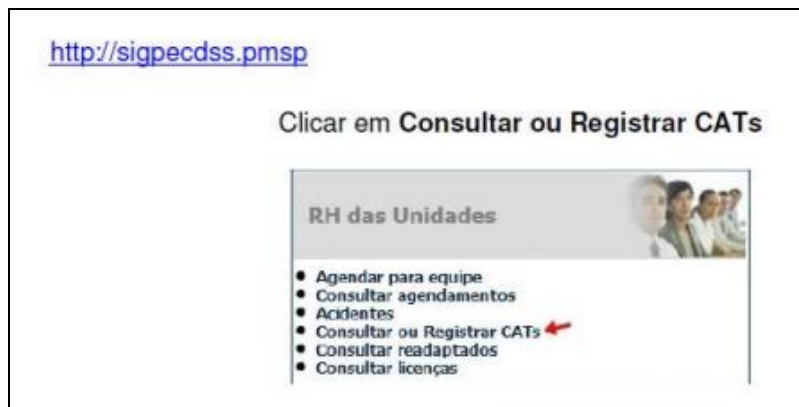 http://sigpecdss.pmsp
Clicar em Consultar ou Registrar CATs
RH das Unidades
Agendar para equipe
Consultar agendamentos
Acidentes
Consultar ou Registrar CATs
Consultar readaptados
Consultar licenças